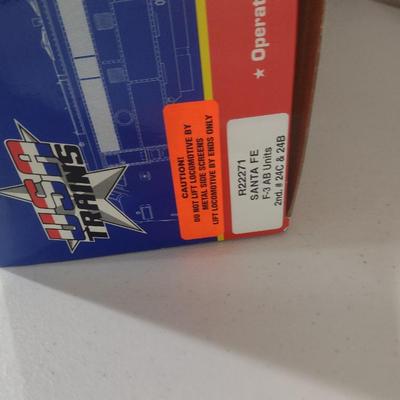 ★ Operat
USA
TRAINS
CAUTION!
DO NOT LIFT LOCOMOTIVE BY
METAL SIDE SCREENS
LIFT LOCOMOTIVE BY ENDS ONLY
R22271
SANTA FE
F-3 AB Units
2nd. # 24C & 24B